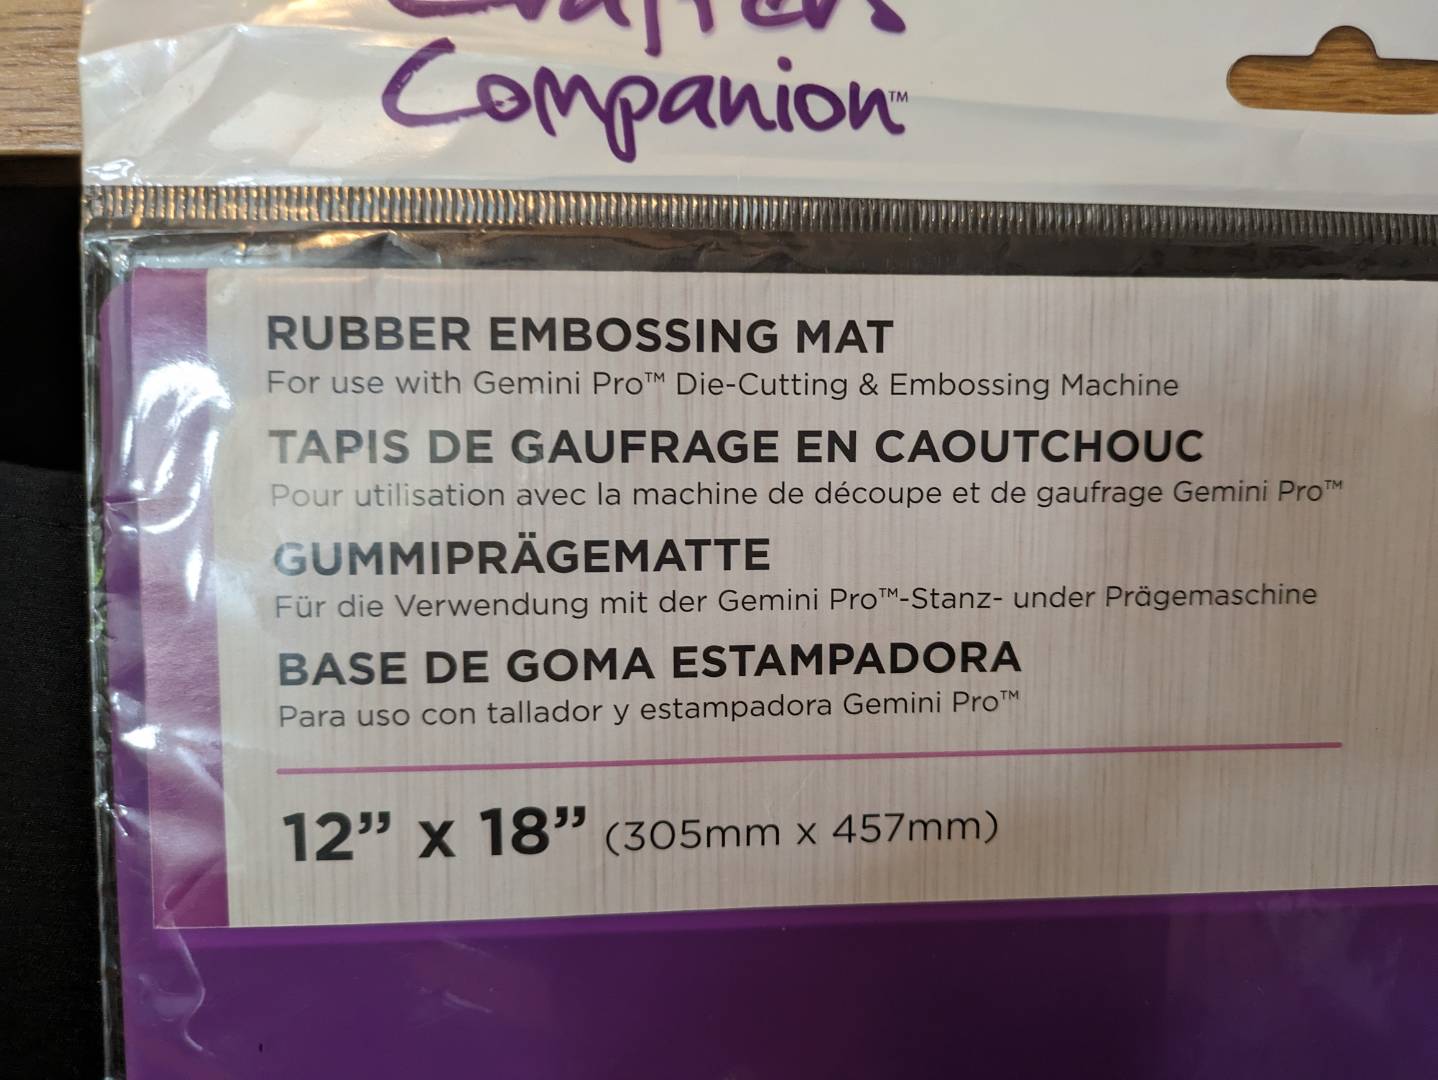 Crafters
Companion™
RUBBER EMBOSSING MAT
For use with Gemini Pro™ Die-Cutting & Embossing Machine
TAPIS DE GAUFRAGE EN CAOUTCHOUC
Pour utilisation avec la machine de découpe et de gaufrage Gemini Pro™
GUMMIPRÄGEMATTE
Für die Verwendung mit der Gemini Pro™-Stanz- under Prägemaschine
BASE DE GOMA ESTAMPADORA
Para uso con tallador y estampadora Gemini Pro™
12” x 18” (305mm x 457mm)